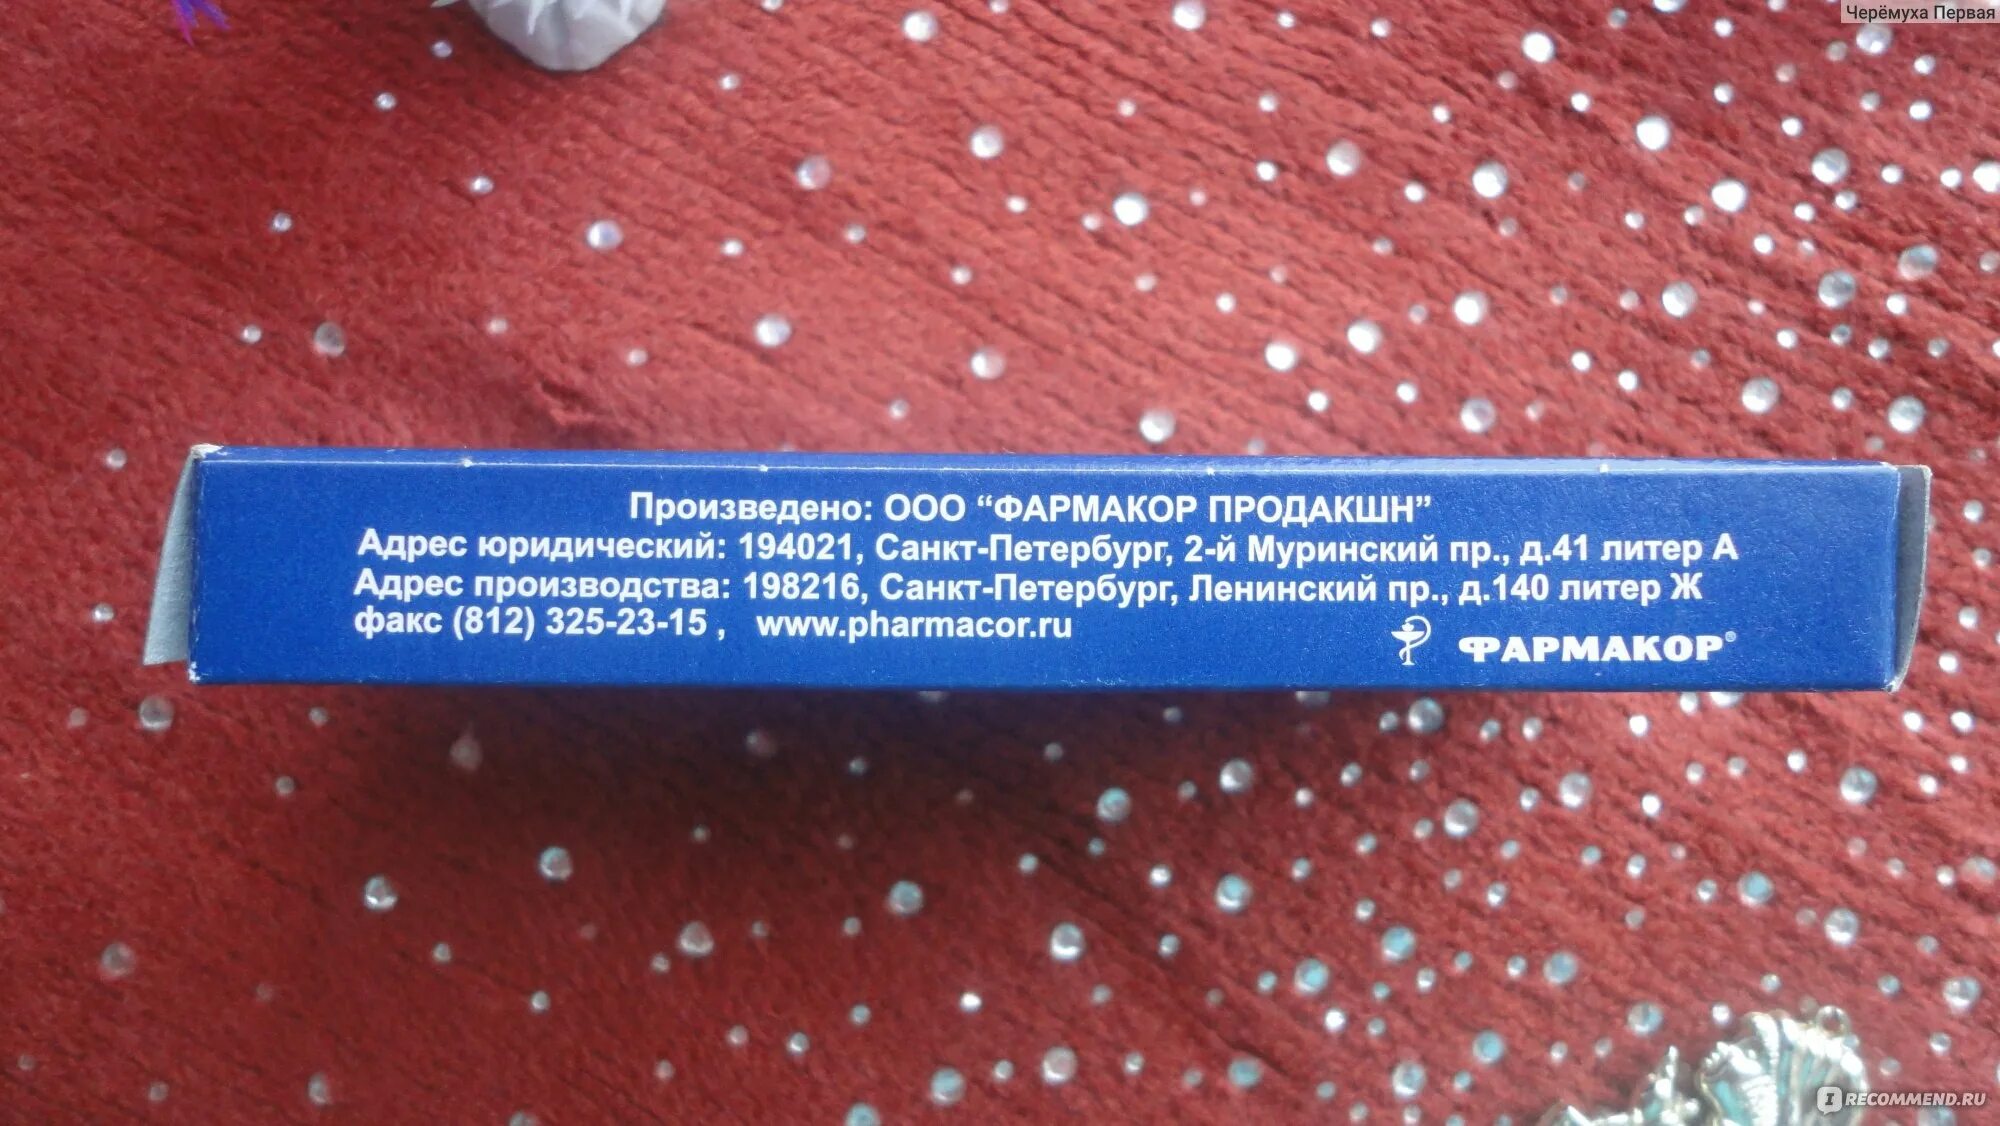 Черёмуха Первая
Произведено: ООО “ФАРМАКОР ПРОДАКШН”
Адрес юридический: 194021, Санкт-Петербург, 2-й Муринский пр., д.41 литер А
Адрес производства: 198216, Санкт-Петербург, Ленинский пр., д.140 литер Ж
факс (812) 325-23-15 , www.pharmacor.ru
ФАРМАКОР®
IRECOMMEND.RU